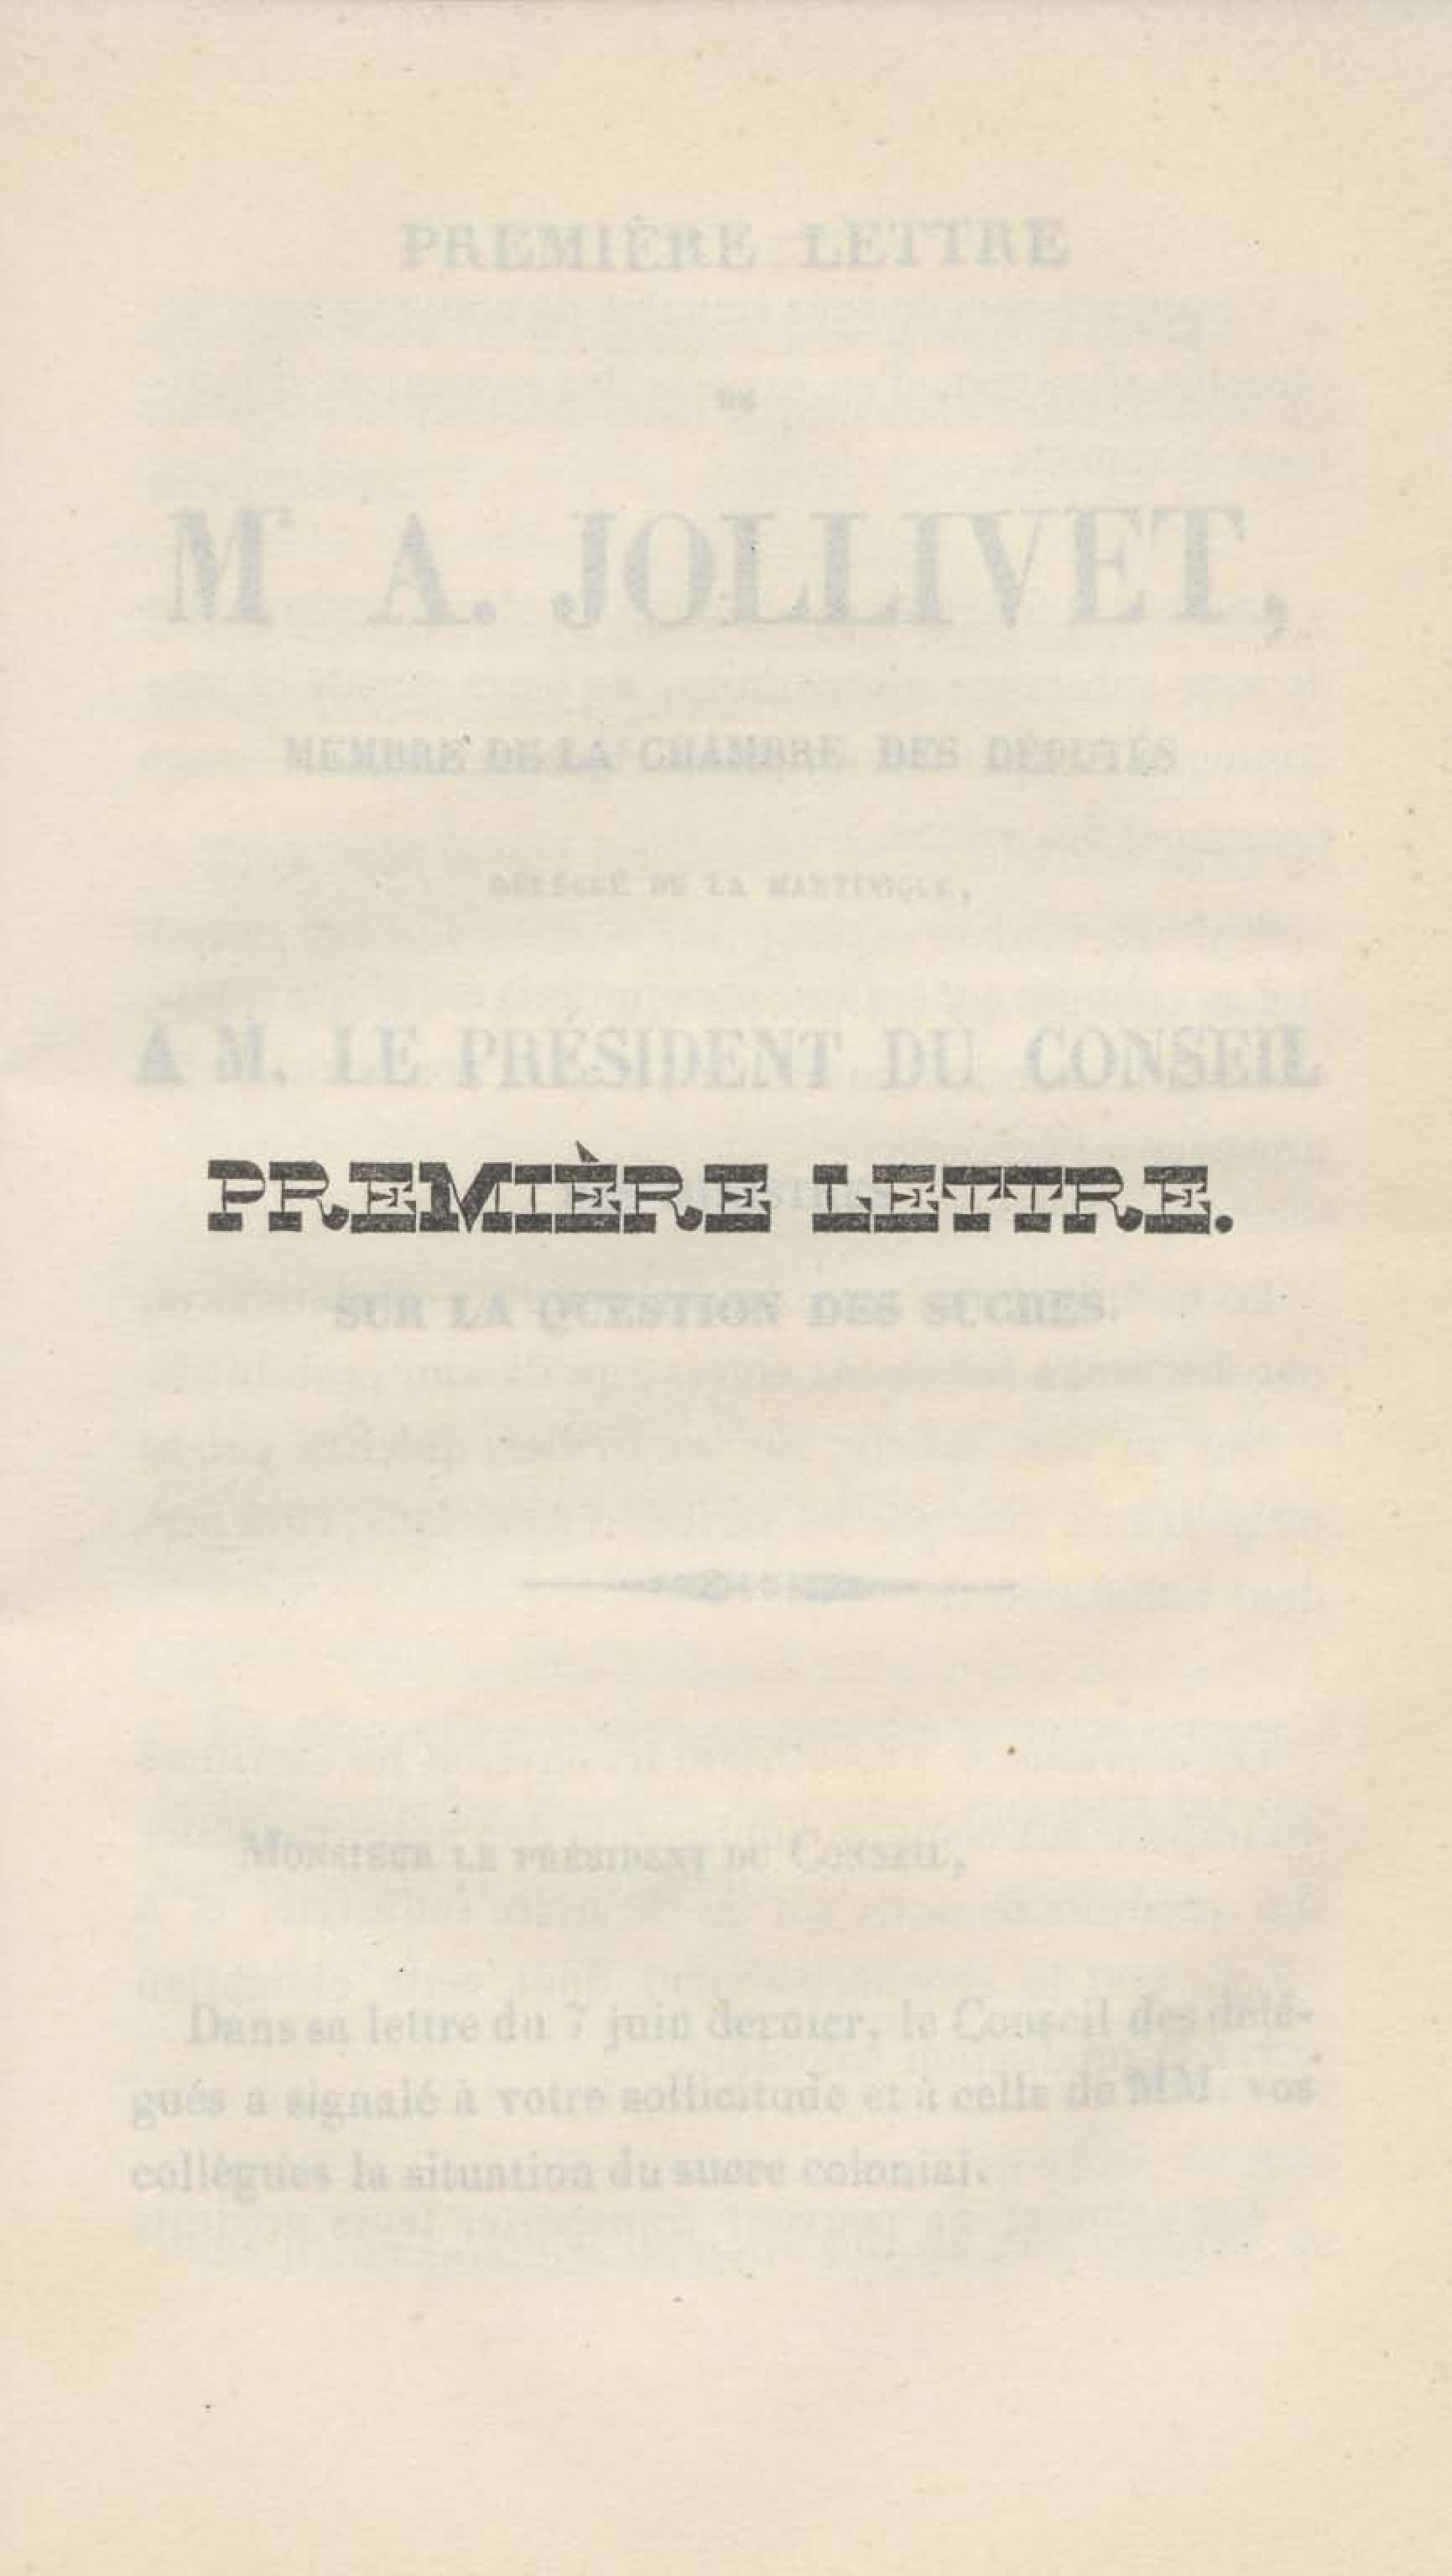 PREMIÈRE LETTRE
DE
Mr A. JOLLIVET,
MEMBRE DE LA CHAMBRE DES DÉPUTÉS
DÉLÉGUÉ DE LA MARTINIQUE,
A M. LE PRÉSIDENT DU CONSEIL
PREMIÈRE LETTRE.
SUR LA QUESTION DES SUCRES.
MONSIEUR LE PRÉSIDENT DU CONSEIL,
Dans sa lettre du 7 juin dernier, le Conseil des délé-
gués a signalé à votre sollicitude et à celle de MM. vos
collègues la situation du sucre colonial.